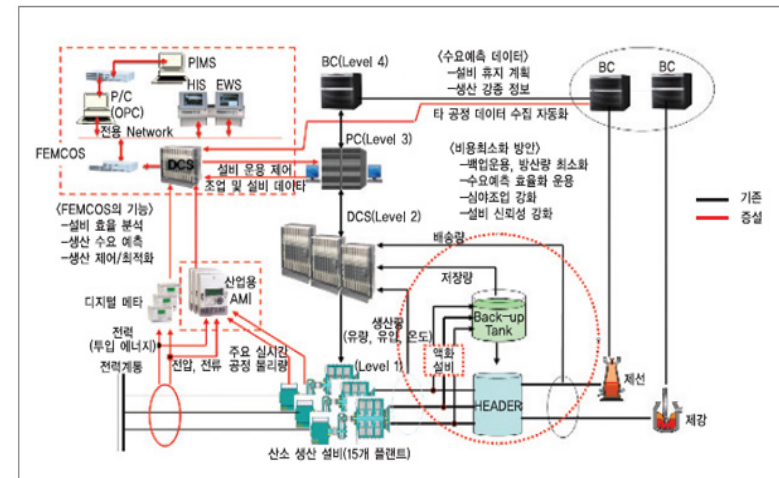 PIMS
HIS EWS
P/C
(OPC)
전용 Network
FEMCOS
DCS
BC(Level 4)
PC(Level 3)
설비 운용 제어
조업 및 설비 데이타
DCS(Level 2)
〈수요예측 데이터〉
-설비 휴지 계획
-생산 강종 정보
타 공정 데이터 수집 자동화
BC
BC
〈비용최소화 방안〉
-백업운용, 방산량 최소화
-수요예측 효율화 운용
-심야조업 강화
-설비 신뢰성 강화
기존
증설
〈FEMCOS의 기능〉
-설비 효율 분석
-생산 수요 예측
-생산 제어/최적화
디지털 메타
산업용
AMI
전력
(투입 에너지)
전력계통
전압, 전류
주요 실시간
공정 물리량
배송량
저장량
생산량
(유량, 유압, 온도)
(Level 1)
Back-up
Tank
액화
설비
HEADER
제선
제강
산소 생산 설비(15개 플랜트)